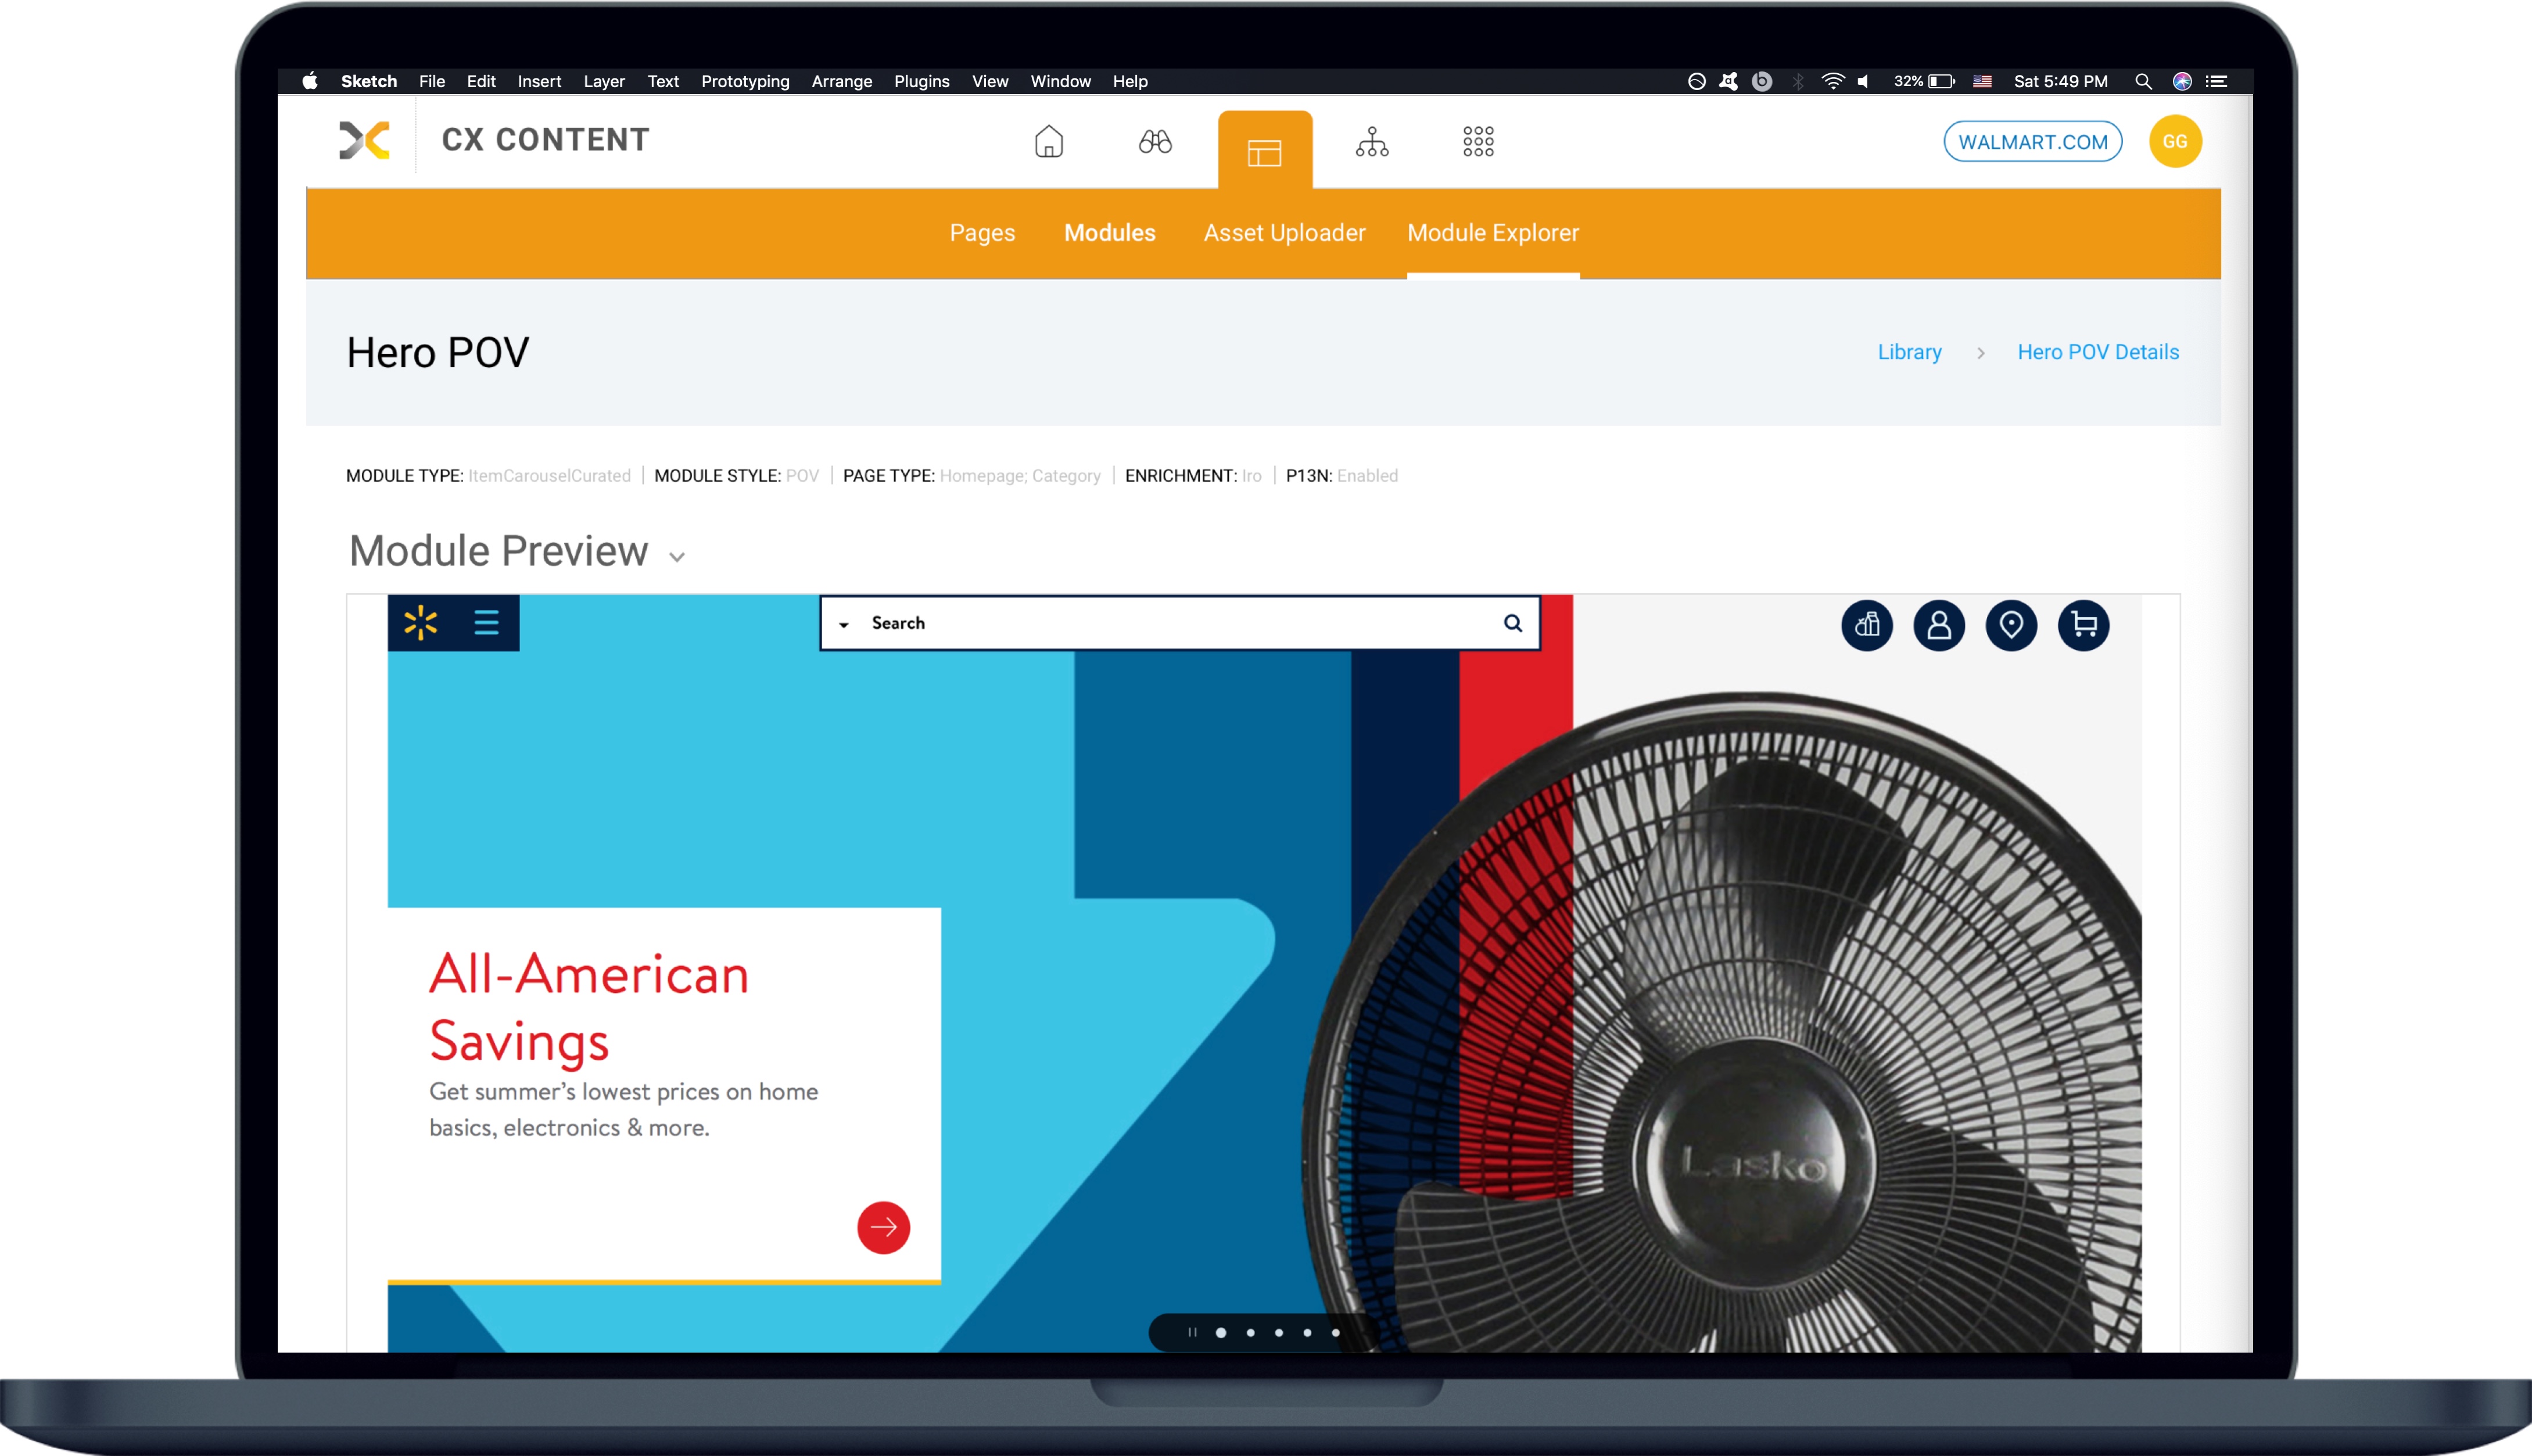 Sketch File Edit Insert Layer Text Prototyping Arrange Plugins View Window Help 32% Sat 5:49 PM
CX CONTENT WALMART.COM GG
Pages Modules Asset Uploader Module Explorer
Hero POV Library > Hero POV Details
MODULE TYPE: ItemCarouselCurated | MODULE STYLE: POV | PAGE TYPE: Homepage; Category | ENRICHMENT: Iro | P13N: Enabled
Module Preview
Search
All-American
Savings
Get summer’s lowest prices on home
basics, electronics & more.
Lasko